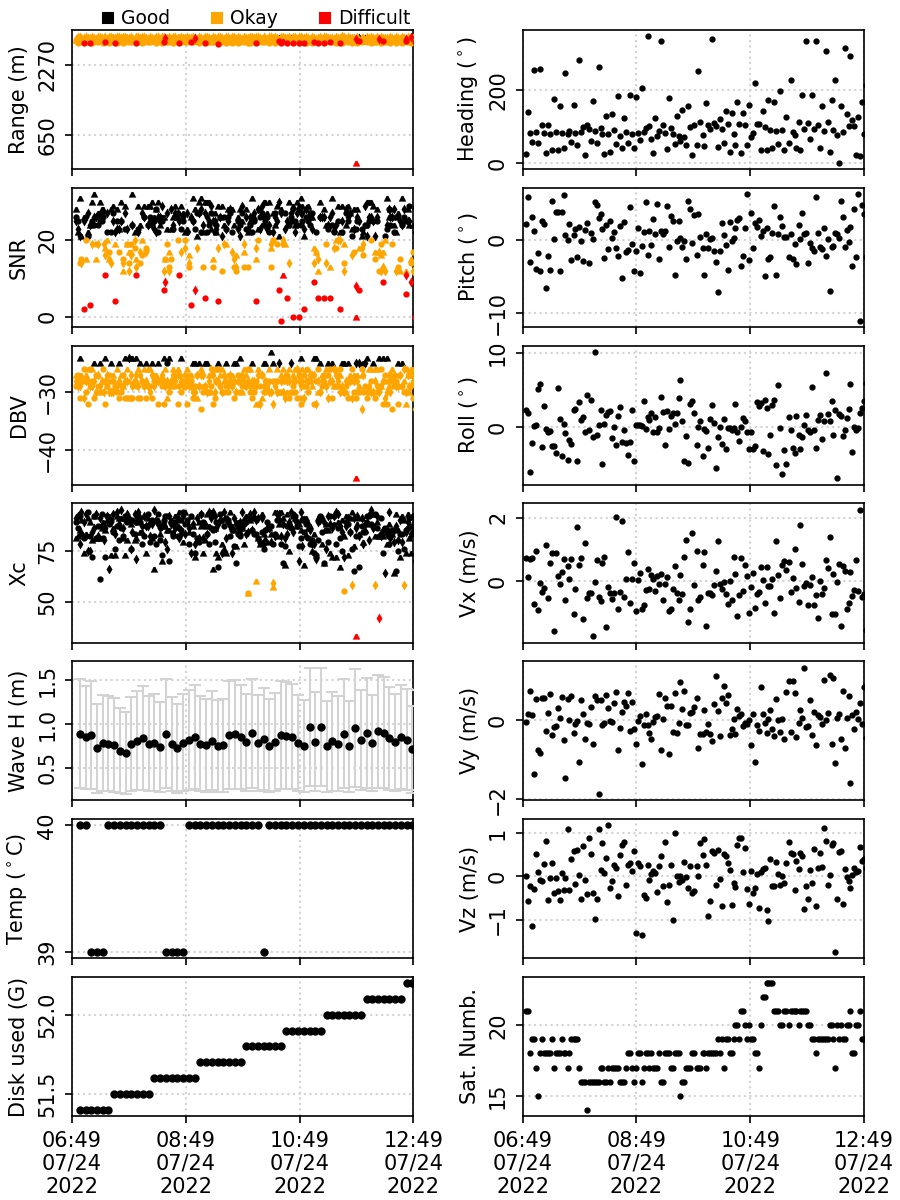 Good Okay Difficult
Range (m)
2270
650
Heading (°)
200
0
SNR
20
0
Pitch (°)
0
−10
DBV
−30
−40
Roll (°)
10
0
Xc
75
50
Vx (m/s)
2
0
Wave H (m)
1.5
1.0
0.5
Vy (m/s)
0
−2
Temp (°C)
40
39
Vz (m/s)
1
0
−1
Disk used (G)
52.0
51.5
Sat. Numb.
20
15
06:49 08:49 10:49 12:49
07/24 07/24 07/24 07/24
2022 2022 2022 2022
06:49 08:49 10:49 12:49
07/24 07/24 07/24 07/24
2022 2022 2022 2022